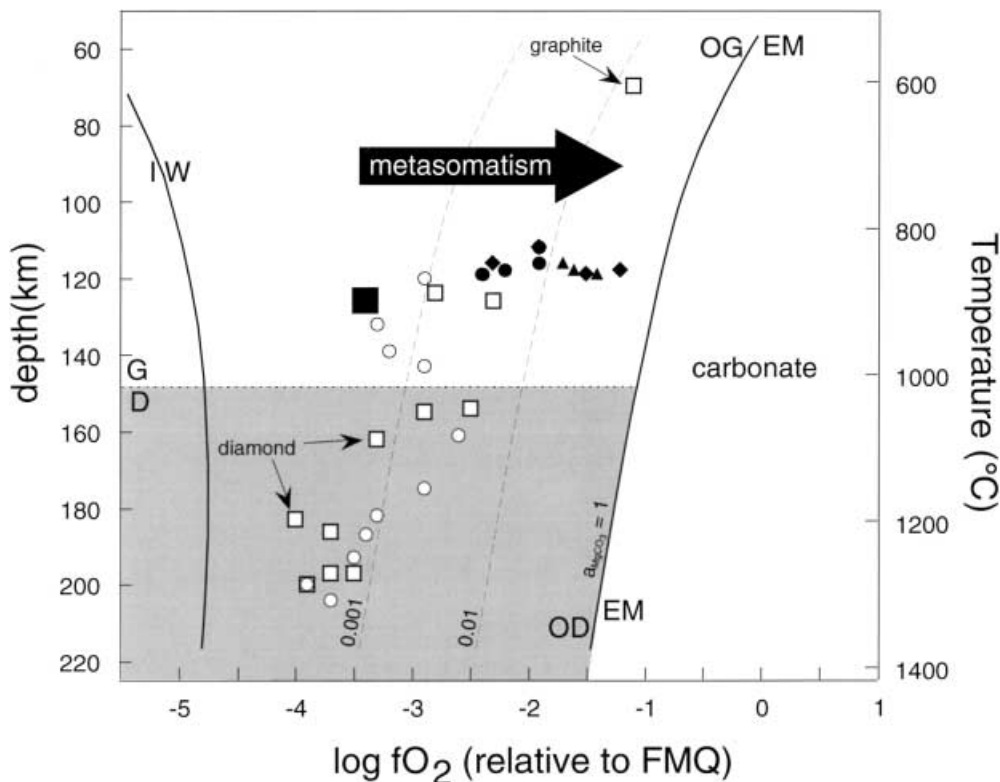 60
80
100
120
140
160
180
200
220
depth(km)
I W
G
D
graphite
metasomatism
OG
EM
carbonate
diamond
0.001
0.01
a MgCO3 = 1
OD
EM
600
800
1000
1200
1400
Temperature (°C)
-5
-4
-3
-2
-1
0
1
log fO2 (relative to FMQ)